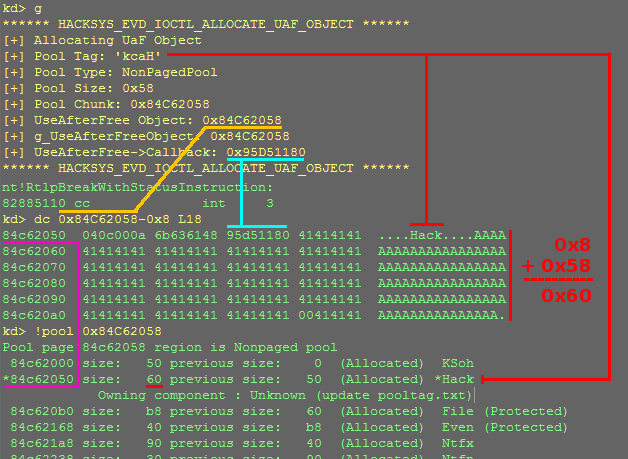 kd> g
****** HACKSYS_EVD_IOCTL_ALLOCATE_UAF_OBJECT ******
[+] Allocating UaF Object
[+] Pool Tag: 'kcaH'
[+] Pool Type: NonPagedPool
[+] Pool Size: 0x58
[+] Pool Chunk: 0x84C62058
[+] UseAfterFree Object: 0x84C62058
[+] g_UseAfterFreeObject: 0x84C62058
[+] UseAfterFree->Callback: 0x95D51180
****** HACKSYS_EVD_IOCTL_ALLOCATE_UAF_OBJECT ******
nt!RtlpBreakWithStatusInstruction:
82885110 cc int 3
kd> dc 0x84C62058-0x8 L18
84c62050 040c000a 6b636148 95d51180 41414141 ....Hack....AAAA
84c62060 41414141 41414141 41414141 41414141 AAAAAAAAAAAAAAAA
84c62070 41414141 41414141 41414141 41414141 AAAAAAAAAAAAAAAA
84c62080 41414141 41414141 41414141 41414141 AAAAAAAAAAAAAAAA
84c62090 41414141 41414141 41414141 41414141 AAAAAAAAAAAAAAAA
84c620a0 41414141 41414141 41414141 00414141 AAAAAAAAAAAAAAA.
0x8
+ 0x58
0x60
kd> !pool 0x84C62058
Pool page 84c62058 region is Nonpaged pool
84c62000 size: 50 previous size: 0 (Allocated) KSoh
*84c62050 size: 60 previous size: 50 (Allocated) *Hack
Owning component : Unknown (update pooltag.txt)
84c620b0 size: b8 previous size: 60 (Allocated) File (Protected)
84c62168 size: 40 previous size: b8 (Allocated) Even (Protected)
84c621a8 size: 90 previous size: 40 (Allocated) Ntfx
84c62238 size: 30 previous size: 90 (Allocated) Ntfn